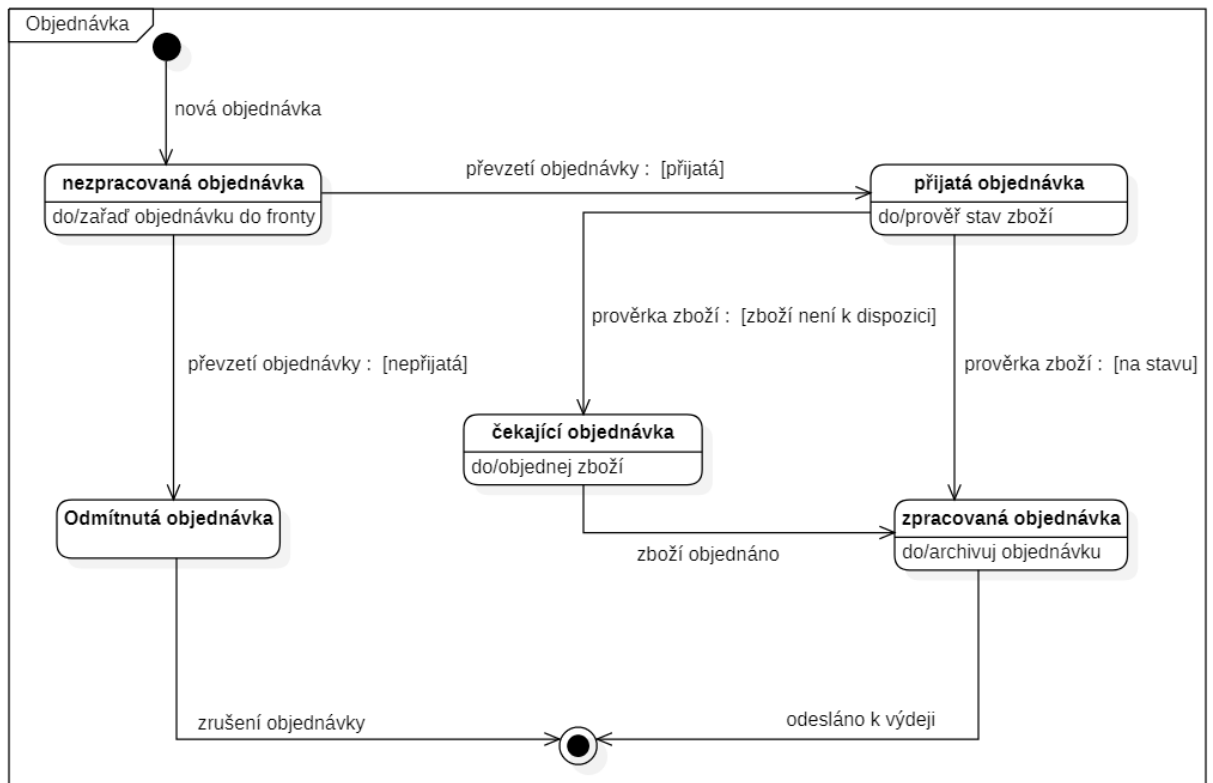 Objednávka
nová objednávka
nezpracovaná objednávka
do/zařaď objednávku do fronty
převzetí objednávky :  [přijatá]
přijatá objednávka
do/prověř stav zboží
prověrka zboží :  [zboží není k dispozici]
převzetí objednávky :  [nepřijatá]
prověrka zboží :  [na stavu]
čekající objednávka
do/objednej zboží
Odmítnutá objednávka
zpracovaná objednávka
do/archivuj objednávku
zboží objednáno
zrušení objednávky
odesláno k výdeji